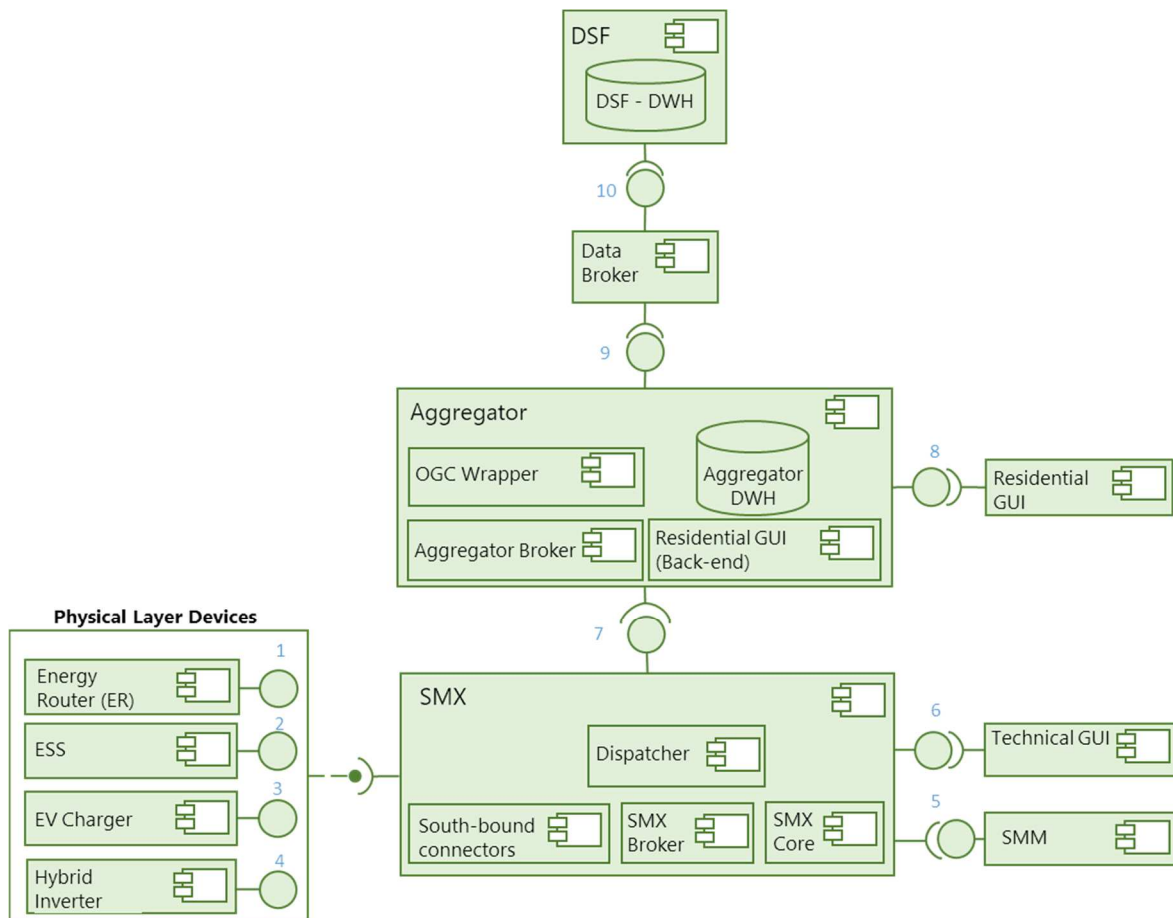 DSF
DSF - DWH
10
Data
Broker
9
Aggregator
OGC Wrapper
Aggregator
DWH
Aggregator Broker
Residential GUI
(Back-end)
8
Residential
GUI
7
Physical Layer Devices
1
Energy
Router (ER)
2
ESS
3
EV Charger
4
Hybrid
Inverter
SMX
Dispatcher
South-bound
connectors
SMX
Broker
SMX
Core
6
Technical GUI
5
SMM